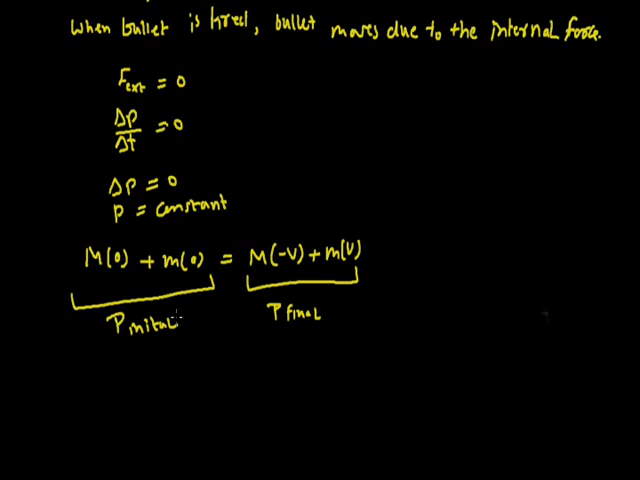 When bullet is fired, bullet moves due to the internal force.
Fext = 0
Δp/Δt = 0
Δp = 0
p = constant
M(0) + m(0) = M(-V) + m(V)
Pinitial Pfinal